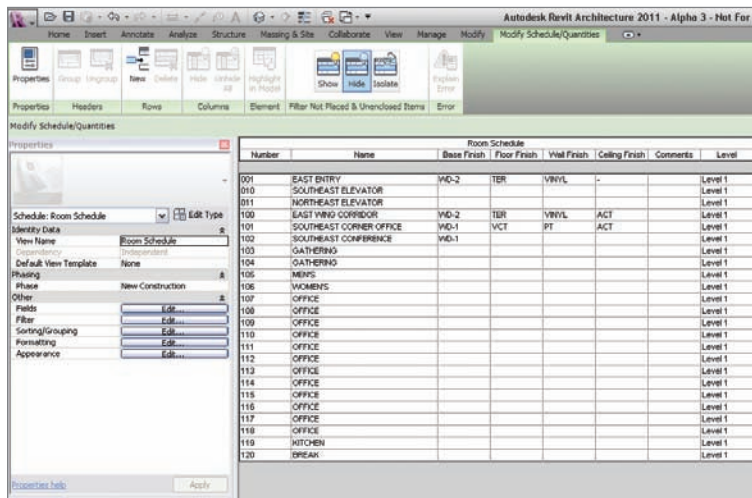 Autodesk Revit Architecture 2011 - Alpha 3 - Not For
Home Insert Annotate Analyze Structure Massing & Site Collaborate View Manage Modify Modify Schedule/Quantities
Properties Group Ungroup New Delete Hide Unhide All Highlight in Model Show Hide Isolate Explain Error
Properties Headers Rows Columns Element Filter Not Placed & Unenclosed Items Error
Modify Schedule/Quantities
Properties
Schedule: Room Schedule Edit Type
Identity Data
View Name Room Schedule
Dependency Independent
Default View Template None
Phasing
Phase New Construction
Other
Fields Edit...
Filter Edit...
Sorting/Grouping Edit...
Formatting Edit...
Appearance Edit...
Properties help Apply
Room Schedule
Number Name Base Finish Floor Finish Wall Finish Ceiling Finish Comments Level
001 EAST ENTRY WD-2 TER VINYL - Level 1
010 SOUTHEAST ELEVATOR Level 1
011 NORTHEAST ELEVATOR Level 1
100 EAST WING CORRIDOR WD-2 TER VINYL ACT Level 1
101 SOUTHEAST CORNER OFFICE WD-1 VCT PT ACT Level 1
102 SOUTHEAST CONFERENCE WD-1 Level 1
103 GATHERING Level 1
104 GATHERING Level 1
105 MEN'S Level 1
106 WOMEN'S Level 1
107 OFFICE Level 1
108 OFFICE Level 1
109 OFFICE Level 1
110 OFFICE Level 1
111 OFFICE Level 1
112 OFFICE Level 1
113 OFFICE Level 1
114 OFFICE Level 1
115 OFFICE Level 1
116 OFFICE Level 1
117 OFFICE Level 1
118 OFFICE Level 1
119 KITCHEN Level 1
120 BREAK Level 1